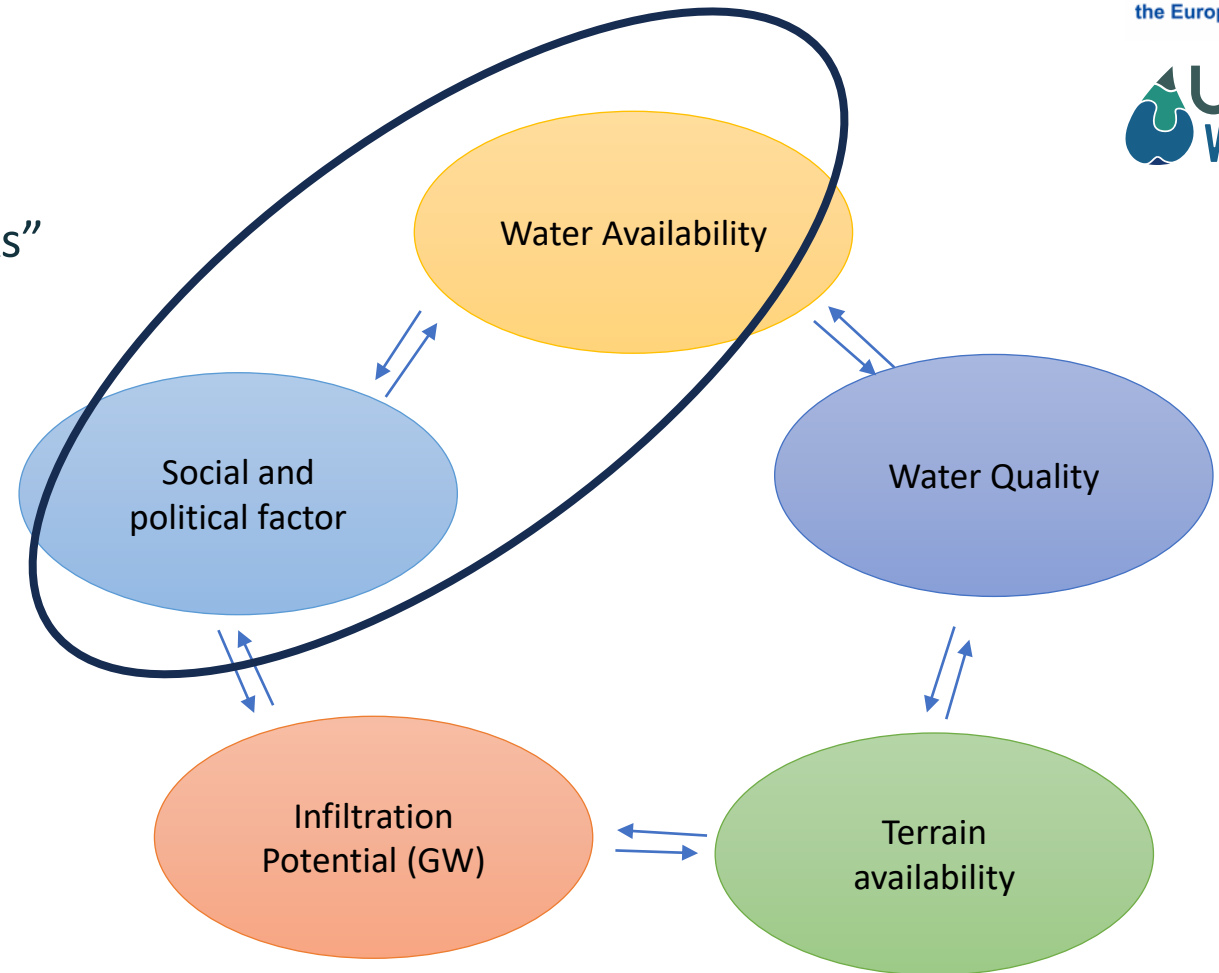 the Europ
U
W
s”
Water Availability
Social and
political factor
Water Quality
Infiltration
Potential (GW)
Terrain
availability